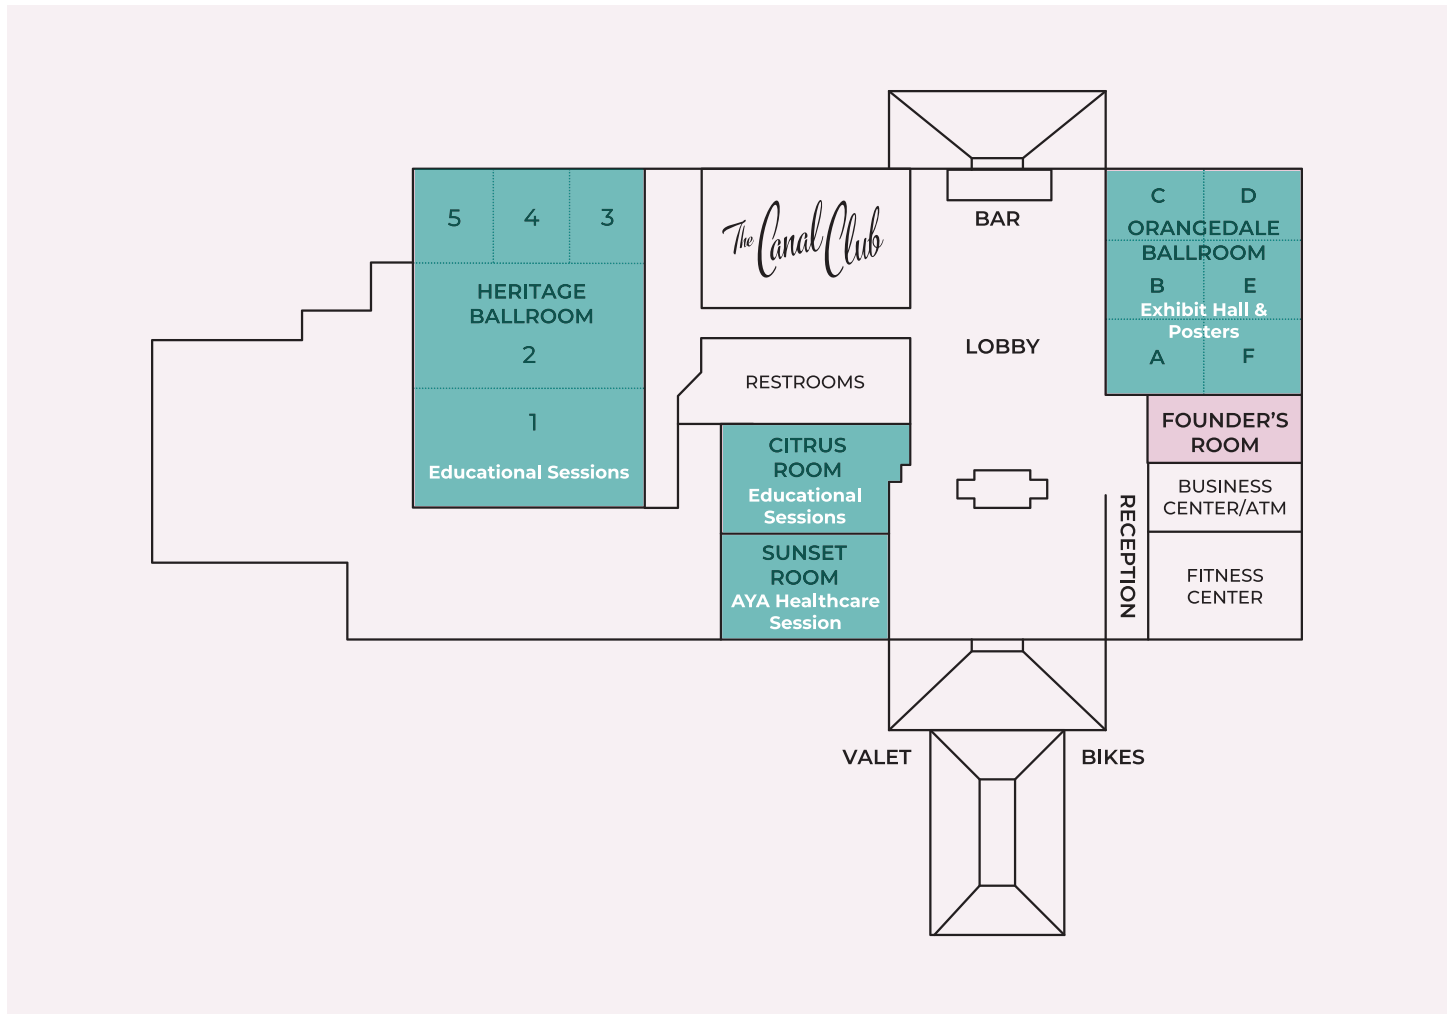 5
4
3
HERITAGE
BALLROOM
2
1
Educational Sessions
The Canal Club
RESTROOMS
CITRUS
ROOM
Educational
Sessions
SUNSET
ROOM
AYA Healthcare
Session
BAR
LOBBY
RECEPTION
C D
ORANGEDALE
BALLROOM
B E
Exhibit Hall &
Posters
A F
FOUNDER’S
ROOM
BUSINESS
CENTER/ATM
FITNESS
CENTER
VALET
BIKES